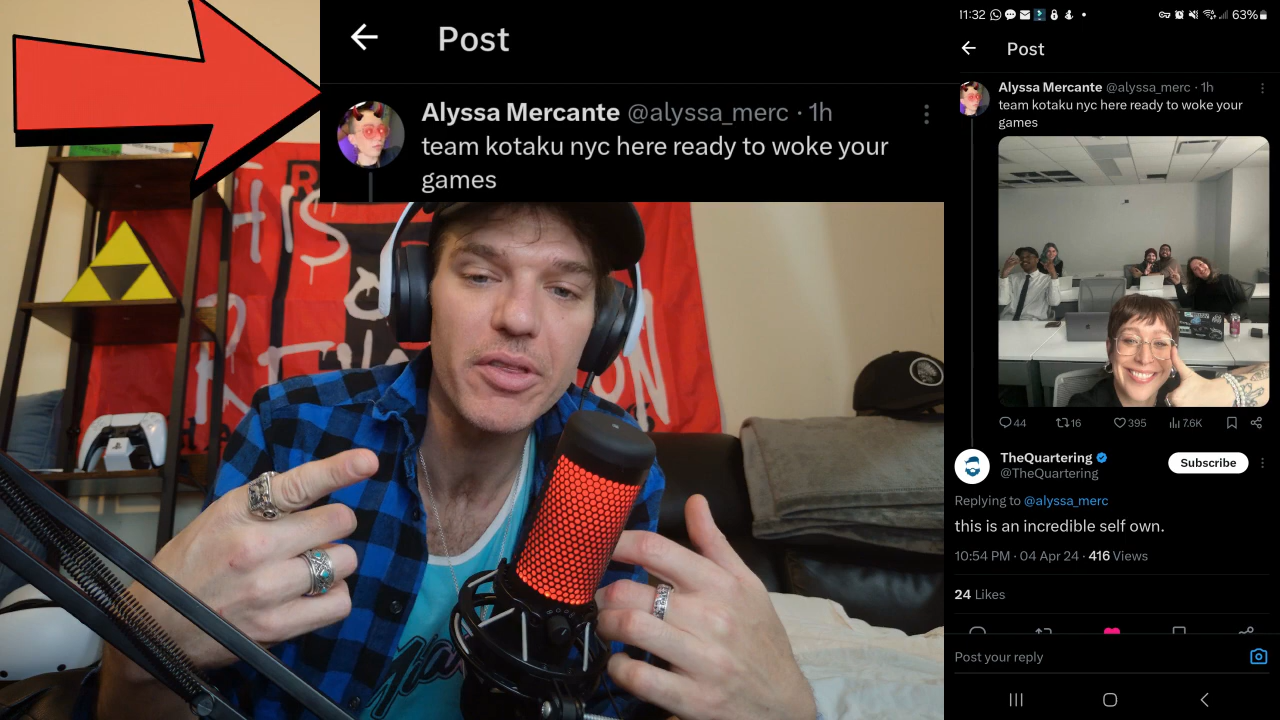 Post
Alyssa Mercante @alyssa_merc · 1h
team kotaku nyc here ready to woke your
games
HIS
11:32
63%
Post
Alyssa Mercante @alyssa_merc · 1h
team kotaku nyc here ready to woke your
games
44 16 395 7.6K
TheQuartering
@TheQuartering
Subscribe
Replying to @alyssa_merc
this is an incredible self own.
10:54 PM · 04 Apr 24 · 416 Views
24 Likes
Post your reply